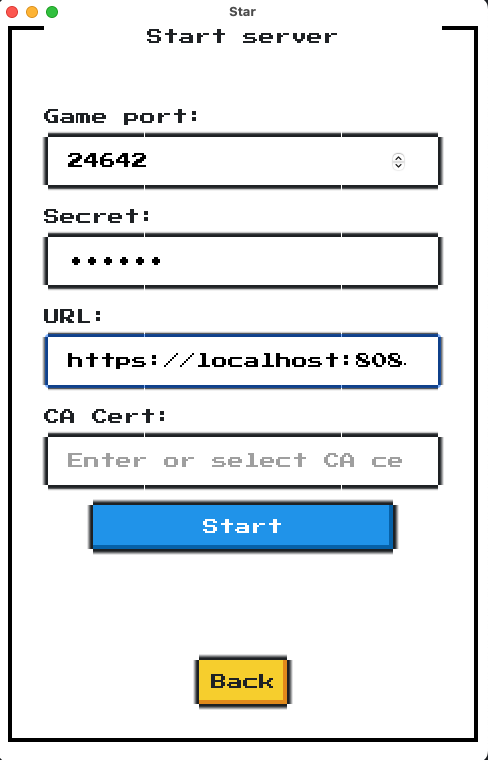 Star
Start server
Game port:
24642
Secret:
••••••
URL:
https://localhost:808
CA Cert:
Enter or select CA ce
Start
Back